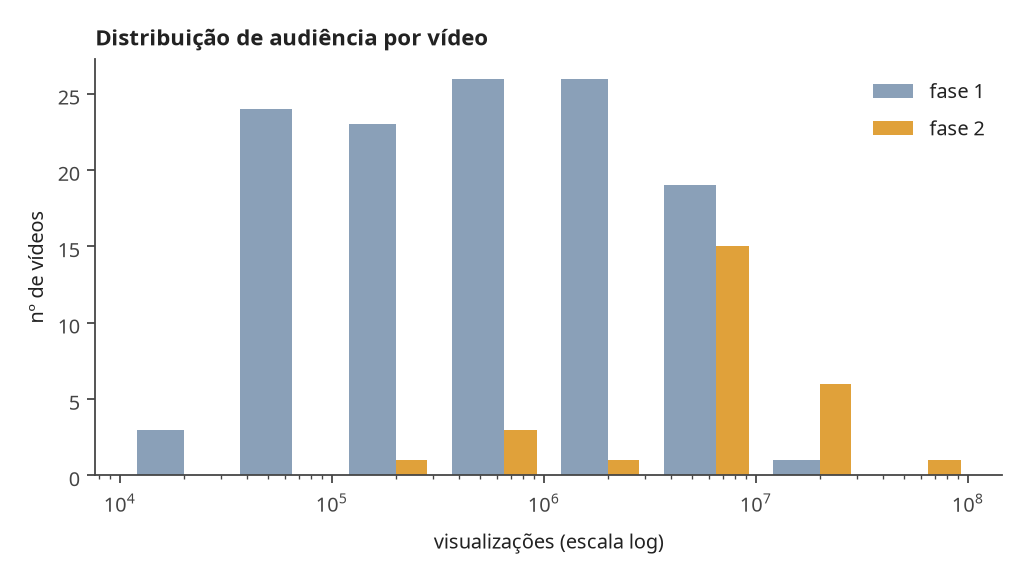 Distribuição de audiência por vídeo
nº de vídeos
25
20
15
10
5
0
fase 1
fase 2
10⁴
10⁵
10⁶
10⁷
10⁸
visualizações (escala log)